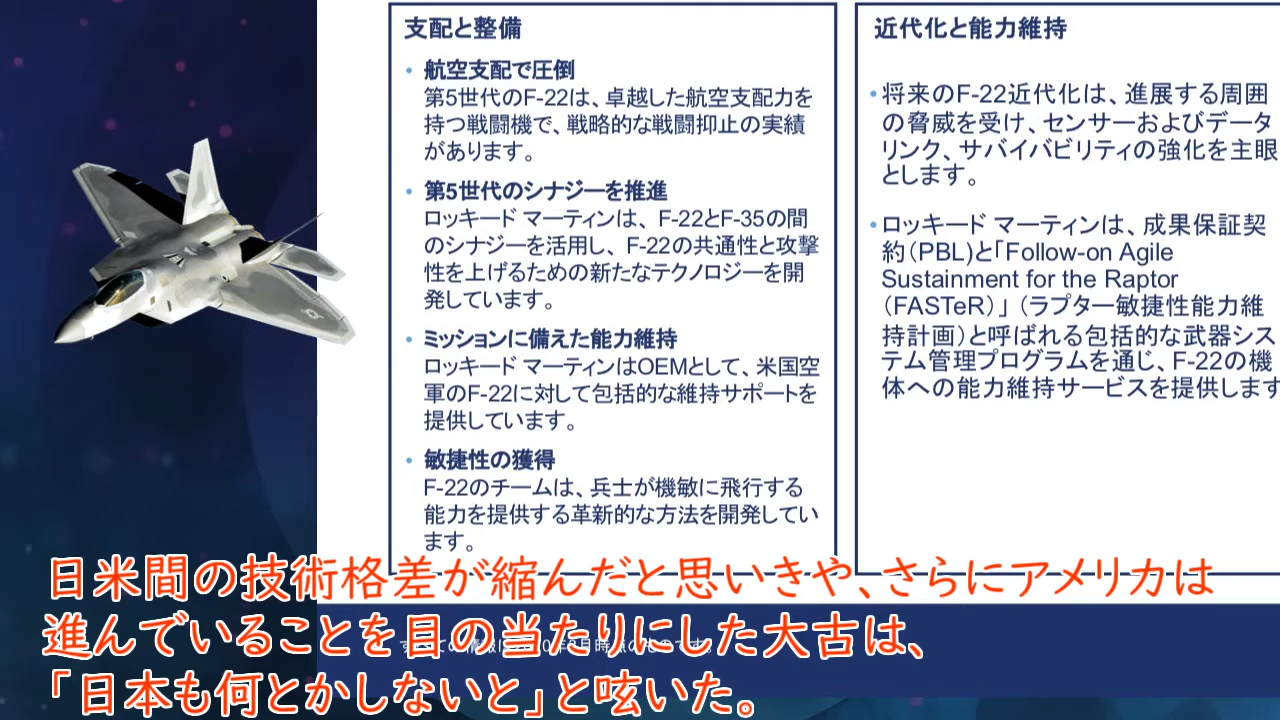 支配と整備
• 航空支配で圧倒
第5世代のF-22は、卓越した航空支配力を
持つ戦闘機で、戦略的な戦闘抑止の実績
があります。
• 第5世代のシナジーを推進
ロッキード マーティンは、F-22とF-35の間
のシナジーを活用し、F-22の共通性と攻撃
性を上げるための新たなテクノロジーを開
発しています。
• ミッションに備えた能力維持
ロッキード マーティンはOEMとして、米国空
軍のF-22に対して包括的な維持サポートを
提供しています。
• 敏捷性の獲得
F-22のチームは、兵士が機敏に飛行する
能力を提供する革新的な方法を開発してい
ます。
近代化と能力維持
• 将来のF-22近代化は、進展する周囲
の脅威を受け、センサーおよびデータ
リンク、サバイバビリティの強化を主眼
とします。
• ロッキード マーティンは、成果保証契
約(PBL)と「Follow-on Agile
Sustainment for the Raptor
(FASTeR)」(ラプター敏捷性能力維
持計画)と呼ばれる包括的な武器シス
テム管理プログラムを通じ、F-22の機
体への能力維持サービスを提供します
日米間の技術格差が縮んだと思いきや、さらにアメリカは
進んでいることを目の当たりにした大古は、
「日本も何とかしないと」と呟いた。